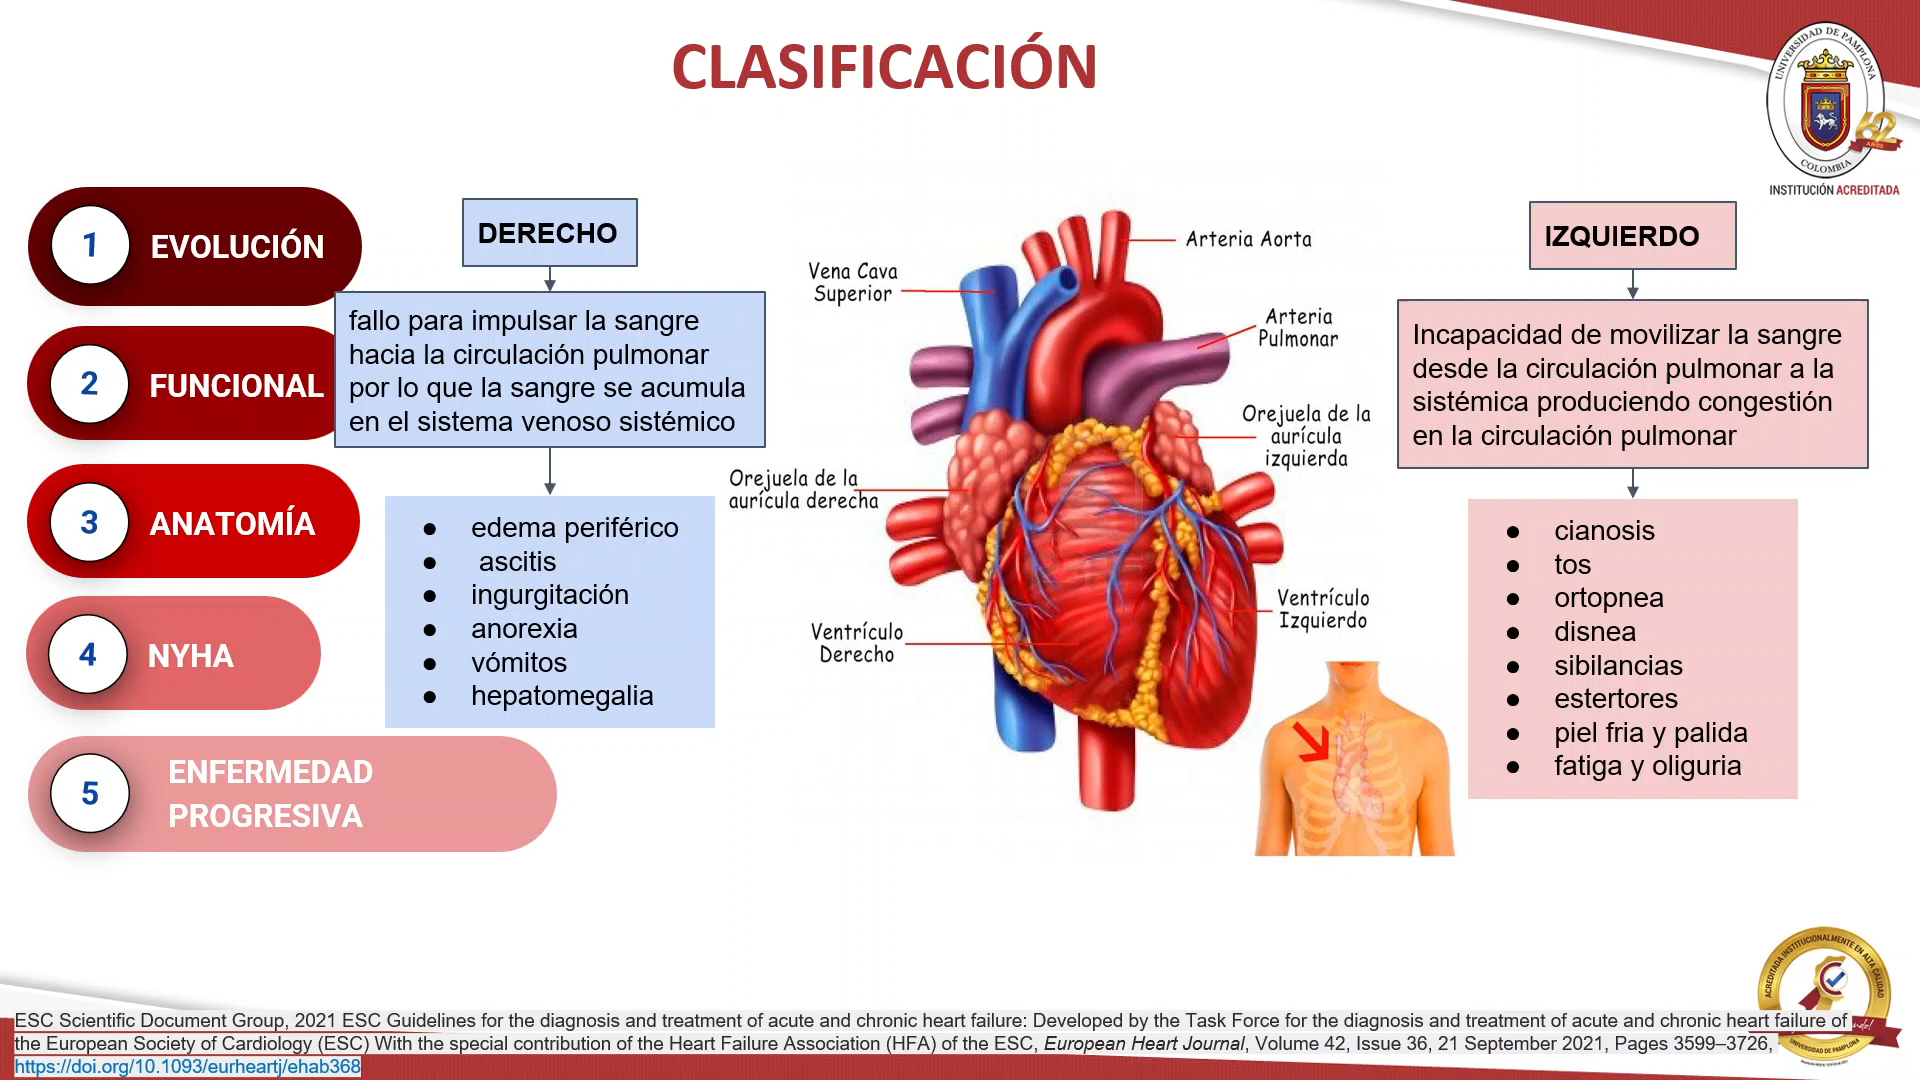 CLASIFICACIÓN
UNIVERSIDAD DE PAMPLONA
COLOMBIA
62
AÑOS
INSTITUCIÓN ACREDITADA
1
EVOLUCIÓN
2
FUNCIONAL
3
ANATOMÍA
4
NYHA
5
ENFERMEDAD
PROGRESIVA
DERECHO
fallo para impulsar la sangre
hacia la circulación pulmonar
por lo que la sangre se acumula
en el sistema venoso sistémico
● edema periférico
● ascitis
● ingurgitación
● anorexia
● vómitos
● hepatomegalia
Arteria Aorta
Vena Cava
Superior
Arteria
Pulmonar
Orejuela de la
aurícula
izquierda
Orejuela de la
aurícula derecha
Ventrículo
Izquierdo
Ventrículo
Derecho
IZQUIERDO
Incapacidad de movilizar la sangre
desde la circulación pulmonar a la
sistémica produciendo congestión
en la circulación pulmonar
● cianosis
● tos
● ortopnea
● disnea
● sibilancias
● estertores
● piel fria y palida
● fatiga y oliguria
ACREDITADA INSTITUCIONALMENTE EN ALTA CALIDAD
UNIVERSIDAD DE PAMPLONA
ESC Scientific Document Group, 2021 ESC Guidelines for the diagnosis and treatment of acute and chronic heart failure: Developed by the Task Force for the diagnosis and treatment of acute and chronic heart failure of
the European Society of Cardiology (ESC) With the special contribution of the Heart Failure Association (HFA) of the ESC, European Heart Journal, Volume 42, Issue 36, 21 September 2021, Pages 3599–3726,
https://doi.org/10.1093/eurheartj/ehab368